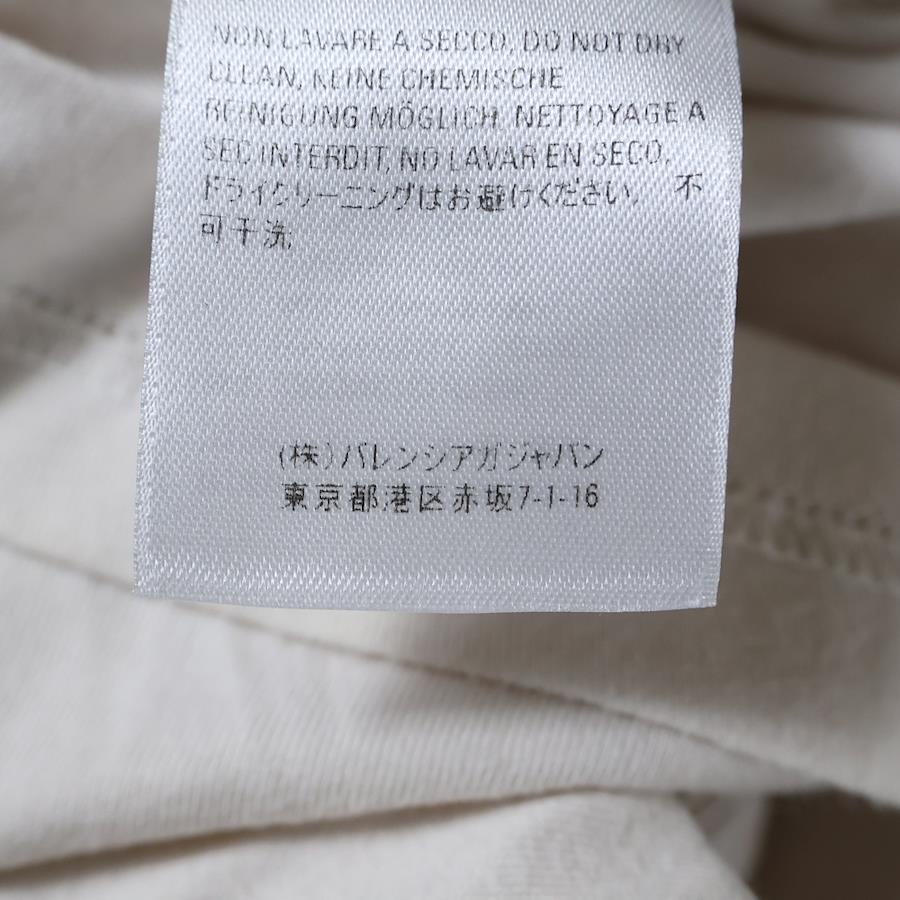 NON LAVARE A SECCO, DO NOT DRY
CLEAN, KEINE CHEMISCHE
REINIGUNG MÖGLICH, NETTOYAGE A
SEC INTERDIT, NO LAVAR EN SECO,
ドライクリーニングはお避けください。不
可干洗
(株)バレンシアガジャパン
東京都港区赤坂7-1-16